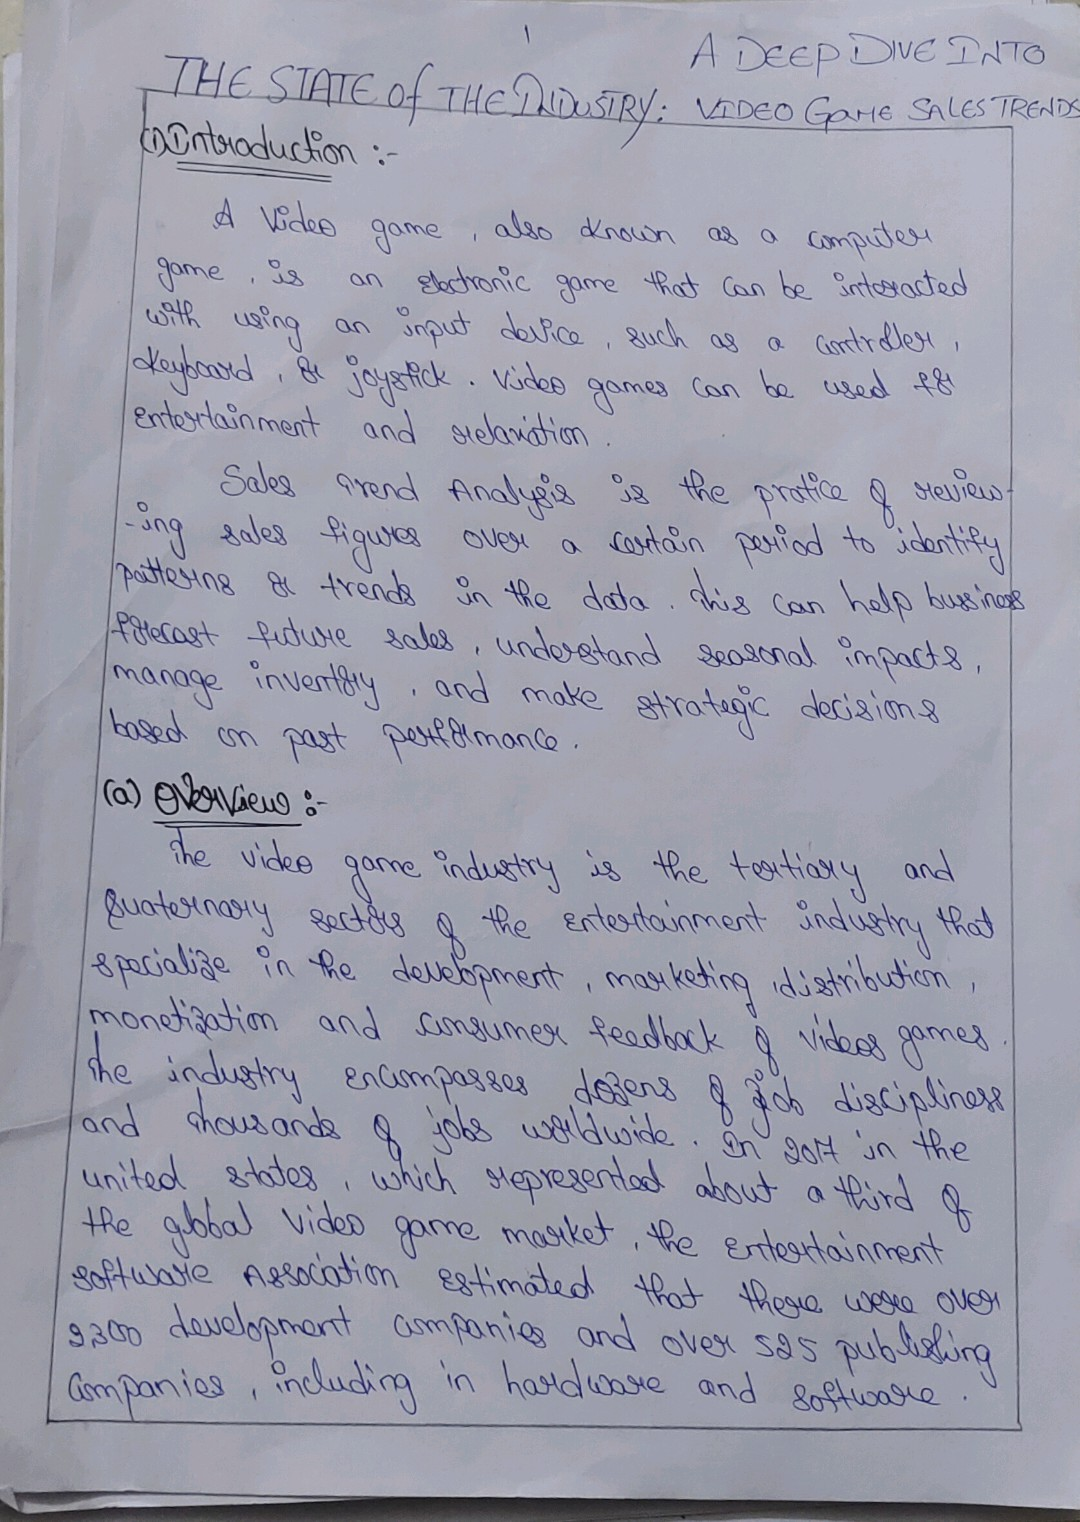 1
A DEEP DIVE INTO
THE STATE of THE INDUSTRY: VIDEO GAME SALES TRENDS
(1) Introduction :-
A Video game , also known as a computer
game , is an electronic game that can be interacted
with using an input device , such as a controller ,
keyboard , or joystick . Video games can be used for
entertainment and relaxation .
Sales Trend Analysis is the pratice of review-
-ing sales figures over a certain period to identify
patterns or trends in the data . This can help bussiness
forecast future sales , understand seasonal impacts ,
manage inventory , and make strategic decisions
based on past performance .
(a) Overview :-
The video game industry is the tertiary and
quaternary sectors of the entertainment industry that
specialize in the development , marketing , distribution ,
monetization and consumer feedback of videos games .
The industry encompasses dozens of job discipliness
and thousands of jobs worldwide . In 2017 in the
united states , which represented about a third of
the global video game market , the Entertainment
software Association estimated that there were over
2,300 development companies and over 525 publishing
Companies , including in hardware and software .